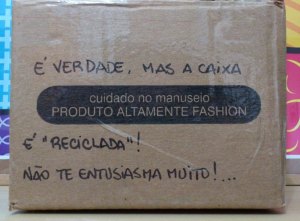 É VERDADE, MAS A CAIXA
cuidado no manuseio
PRODUTO ALTAMENTE FASHION
É "RECICLADA"!
NÃO TE ENTUSIASMA MUITO!...